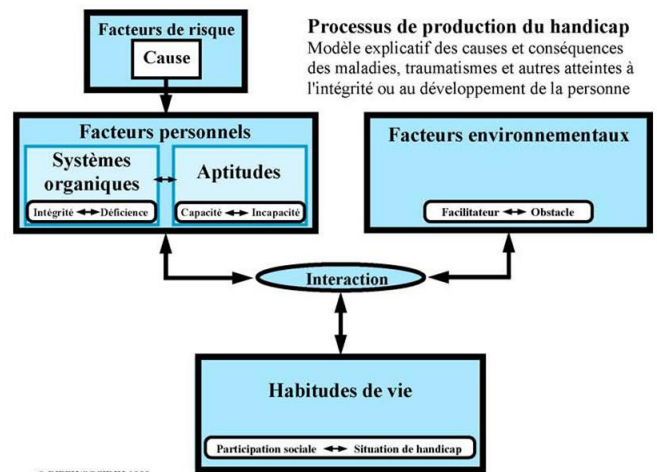 Facteurs de risque
Cause
Processus de production du handicap
Modèle explicatif des causes et conséquences
des maladies, traumatismes et autres atteintes à
l'intégrité ou au développement de la personne
Facteurs personnels
Systèmes
organiques
Intégrité Déficience
Aptitudes
Capacité Incapacité
Facteurs environnementaux
Facilitateur Obstacle
Interaction
Habitudes de vie
Participation sociale Situation de handicap